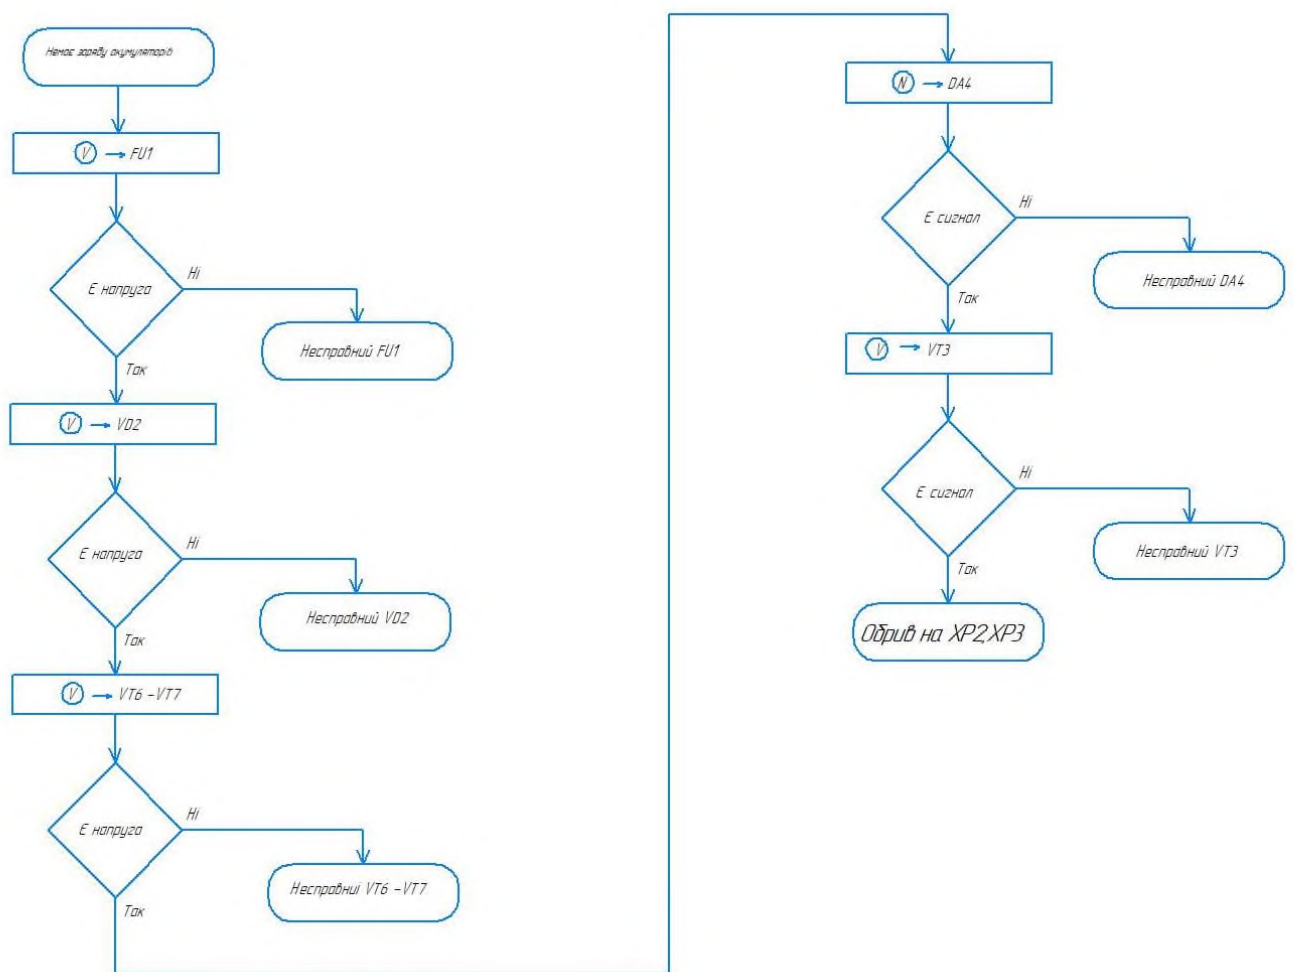 Немає заряду акумуляторів
V → FU1
Є напруга
Ні
Несправний FU1
Так
V → VD2
Є напруга
Ні
Несправний VD2
Так
V → VT6 – VT7
Є напруга
Ні
Несправні VT6 – VT7
Так
N → DA4
Є сигнал
Ні
Несправний DA4
Так
V → VT3
Є сигнал
Ні
Несправний VT3
Так
Обрив на XP2,XP3